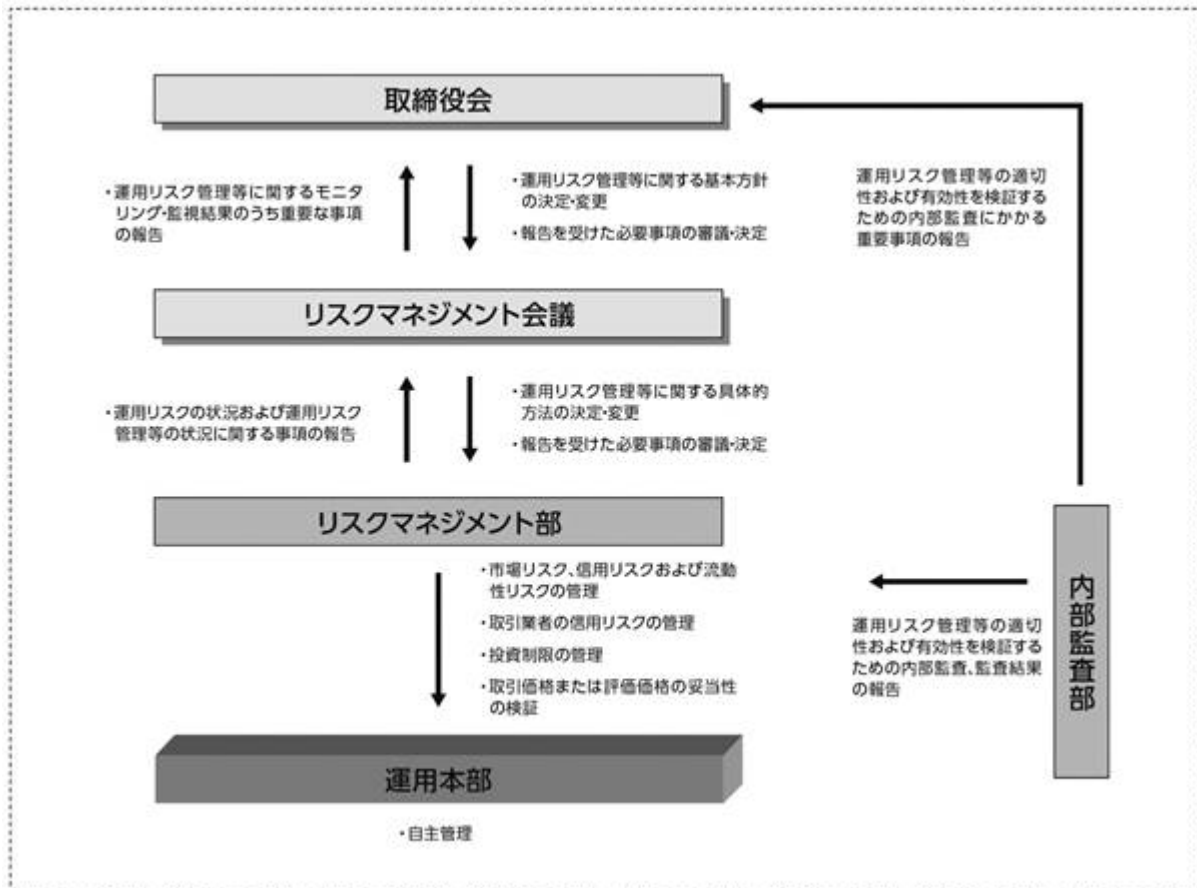 取締役会
・運用リスク管理等に関するモニタ
リング・監視結果のうち重要な事項
の報告
・運用リスク管理等に関する基本方針
の決定・変更
・報告を受けた必要事項の審議・決定
運用リスク管理等の適切
性および有効性を検証す
るための内部監査にかかる
重要事項の報告
リスクマネジメント会議
・運用リスクの状況および運用リスク
管理等の状況に関する事項の報告
・運用リスク管理等に関する具体的
方法の決定・変更
・報告を受けた必要事項の審議・決定
リスクマネジメント部
・市場リスク、信用リスクおよび流動
性リスクの管理
・取引業者の信用リスクの管理
・投資制限の管理
・取引価格または評価価格の妥当性
の検証
運用リスク管理等の適切
性および有効性を検証する
ための内部監査、監査結果
の報告
内部監査部
運用本部
・自主管理